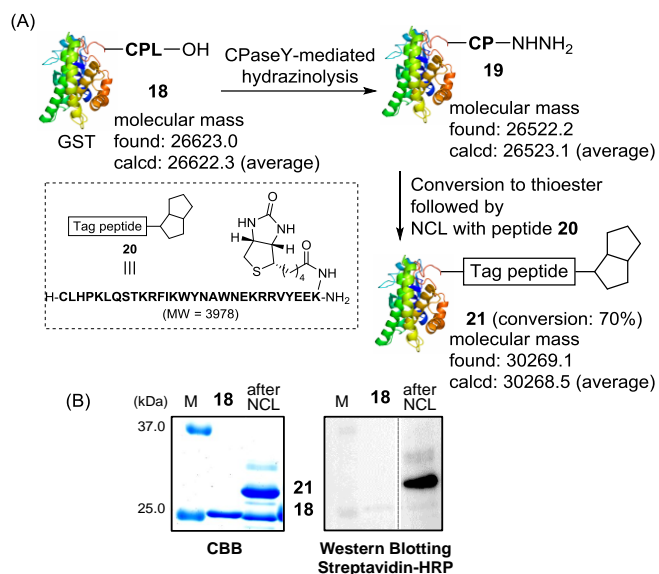 (A)
CPL—OH
18
GST
molecular mass
found: 26623.0
calcd: 26622.3 (average)
CPaseY-mediated
hydrazinolysis
CP—NHNH₂
19
molecular mass
found: 26522.2
calcd: 26523.1 (average)
Conversion to thioester
followed by
NCL with peptide 20
Tag peptide
20
III
O
HN NH
H H
S
( )4
O
NH
H-CLHPKLQSTKRFIKWYNAWNEKRRVYEEK-NH₂
(MW = 3978)
Tag peptide
21 (conversion: 70%)
molecular mass
found: 30269.1
calcd: 30268.5 (average)
(B)
(kDa) M 18 after NCL
37.0
25.0
21
18
CBB
M 18 after NCL
Western Blotting
Streptavidin-HRP